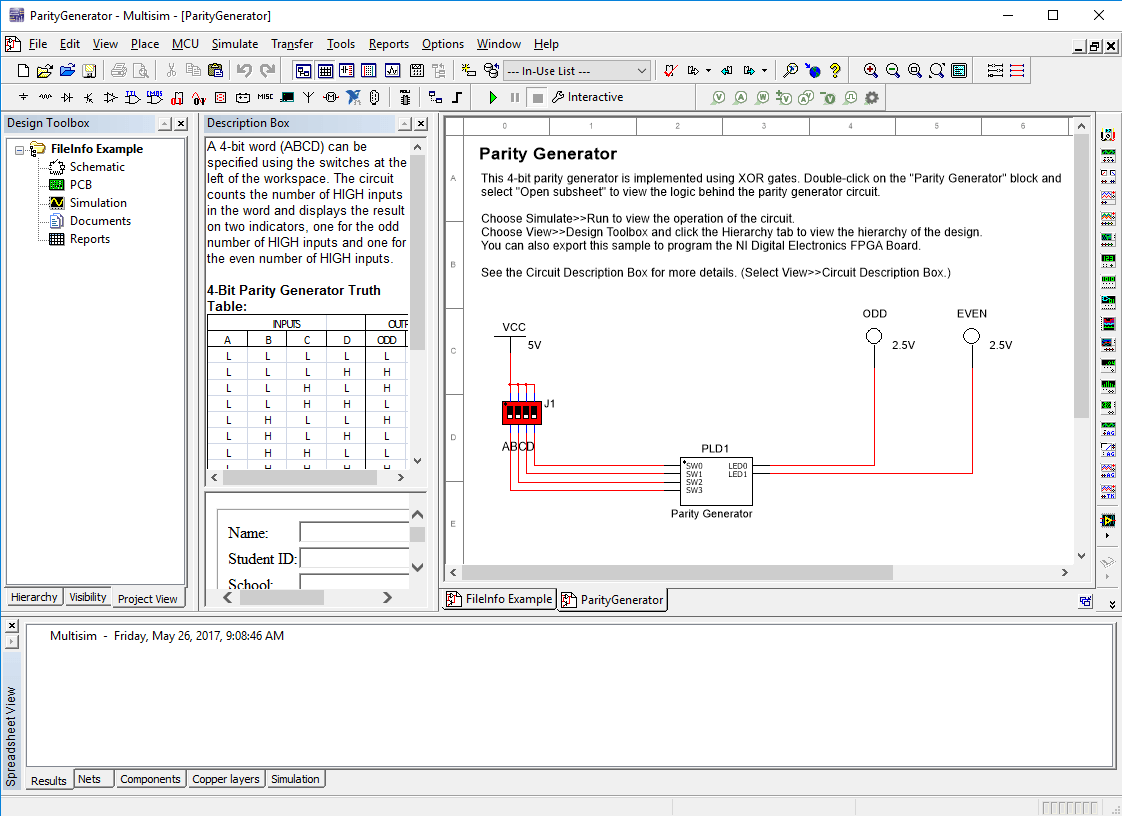 ParityGenerator - Multisim - [ParityGenerator]
File Edit View Place MCU Simulate Transfer Tools Reports Options Window Help
--- In-Use List ---
MISC Interactive
Design Toolbox
FileInfo Example
Schematic
PCB
Simulation
Documents
Reports
Hierarchy Visibility Project View
Description Box
A 4-bit word (ABCD) can be
specified using the switches at the
left of the workspace. The circuit
counts the number of HIGH inputs
in the word and displays the result
on two indicators, one for the odd
number of HIGH inputs and one for
the even number of HIGH inputs.
4-Bit Parity Generator Truth
Table:
INPUTS OUTP
A B C D ODD
L L L L L
L L L H H
L L H L H
L L H H L
L H L L H
L H L H L
L H H L L
Name:
Student ID:
School:
0 1 2 3 4 5 6
A
B
C
D
E
Parity Generator
This 4-bit parity generator is implemented using XOR gates. Double-click on the "Parity Generator" block and
select "Open subsheet" to view the logic behind the parity generator circuit.
Choose Simulate>>Run to view the operation of the circuit.
Choose View>>Design Toolbox and click the Hierarchy tab to view the hierarchy of the design.
You can also export this sample to program the NI Digital Electronics FPGA Board.
See the Circuit Description Box for more details. (Select View>>Circuit Description Box.)
VCC
5V
ODD
2.5V
EVEN
2.5V
J1
ABCD
PLD1
SW0 LED0
SW1 LED1
SW2
SW3
Parity Generator
FileInfo Example ParityGenerator
Multisim - Friday, May 26, 2017, 9:08:46 AM
Spreadsheet View
Results Nets Components Copper layers Simulation